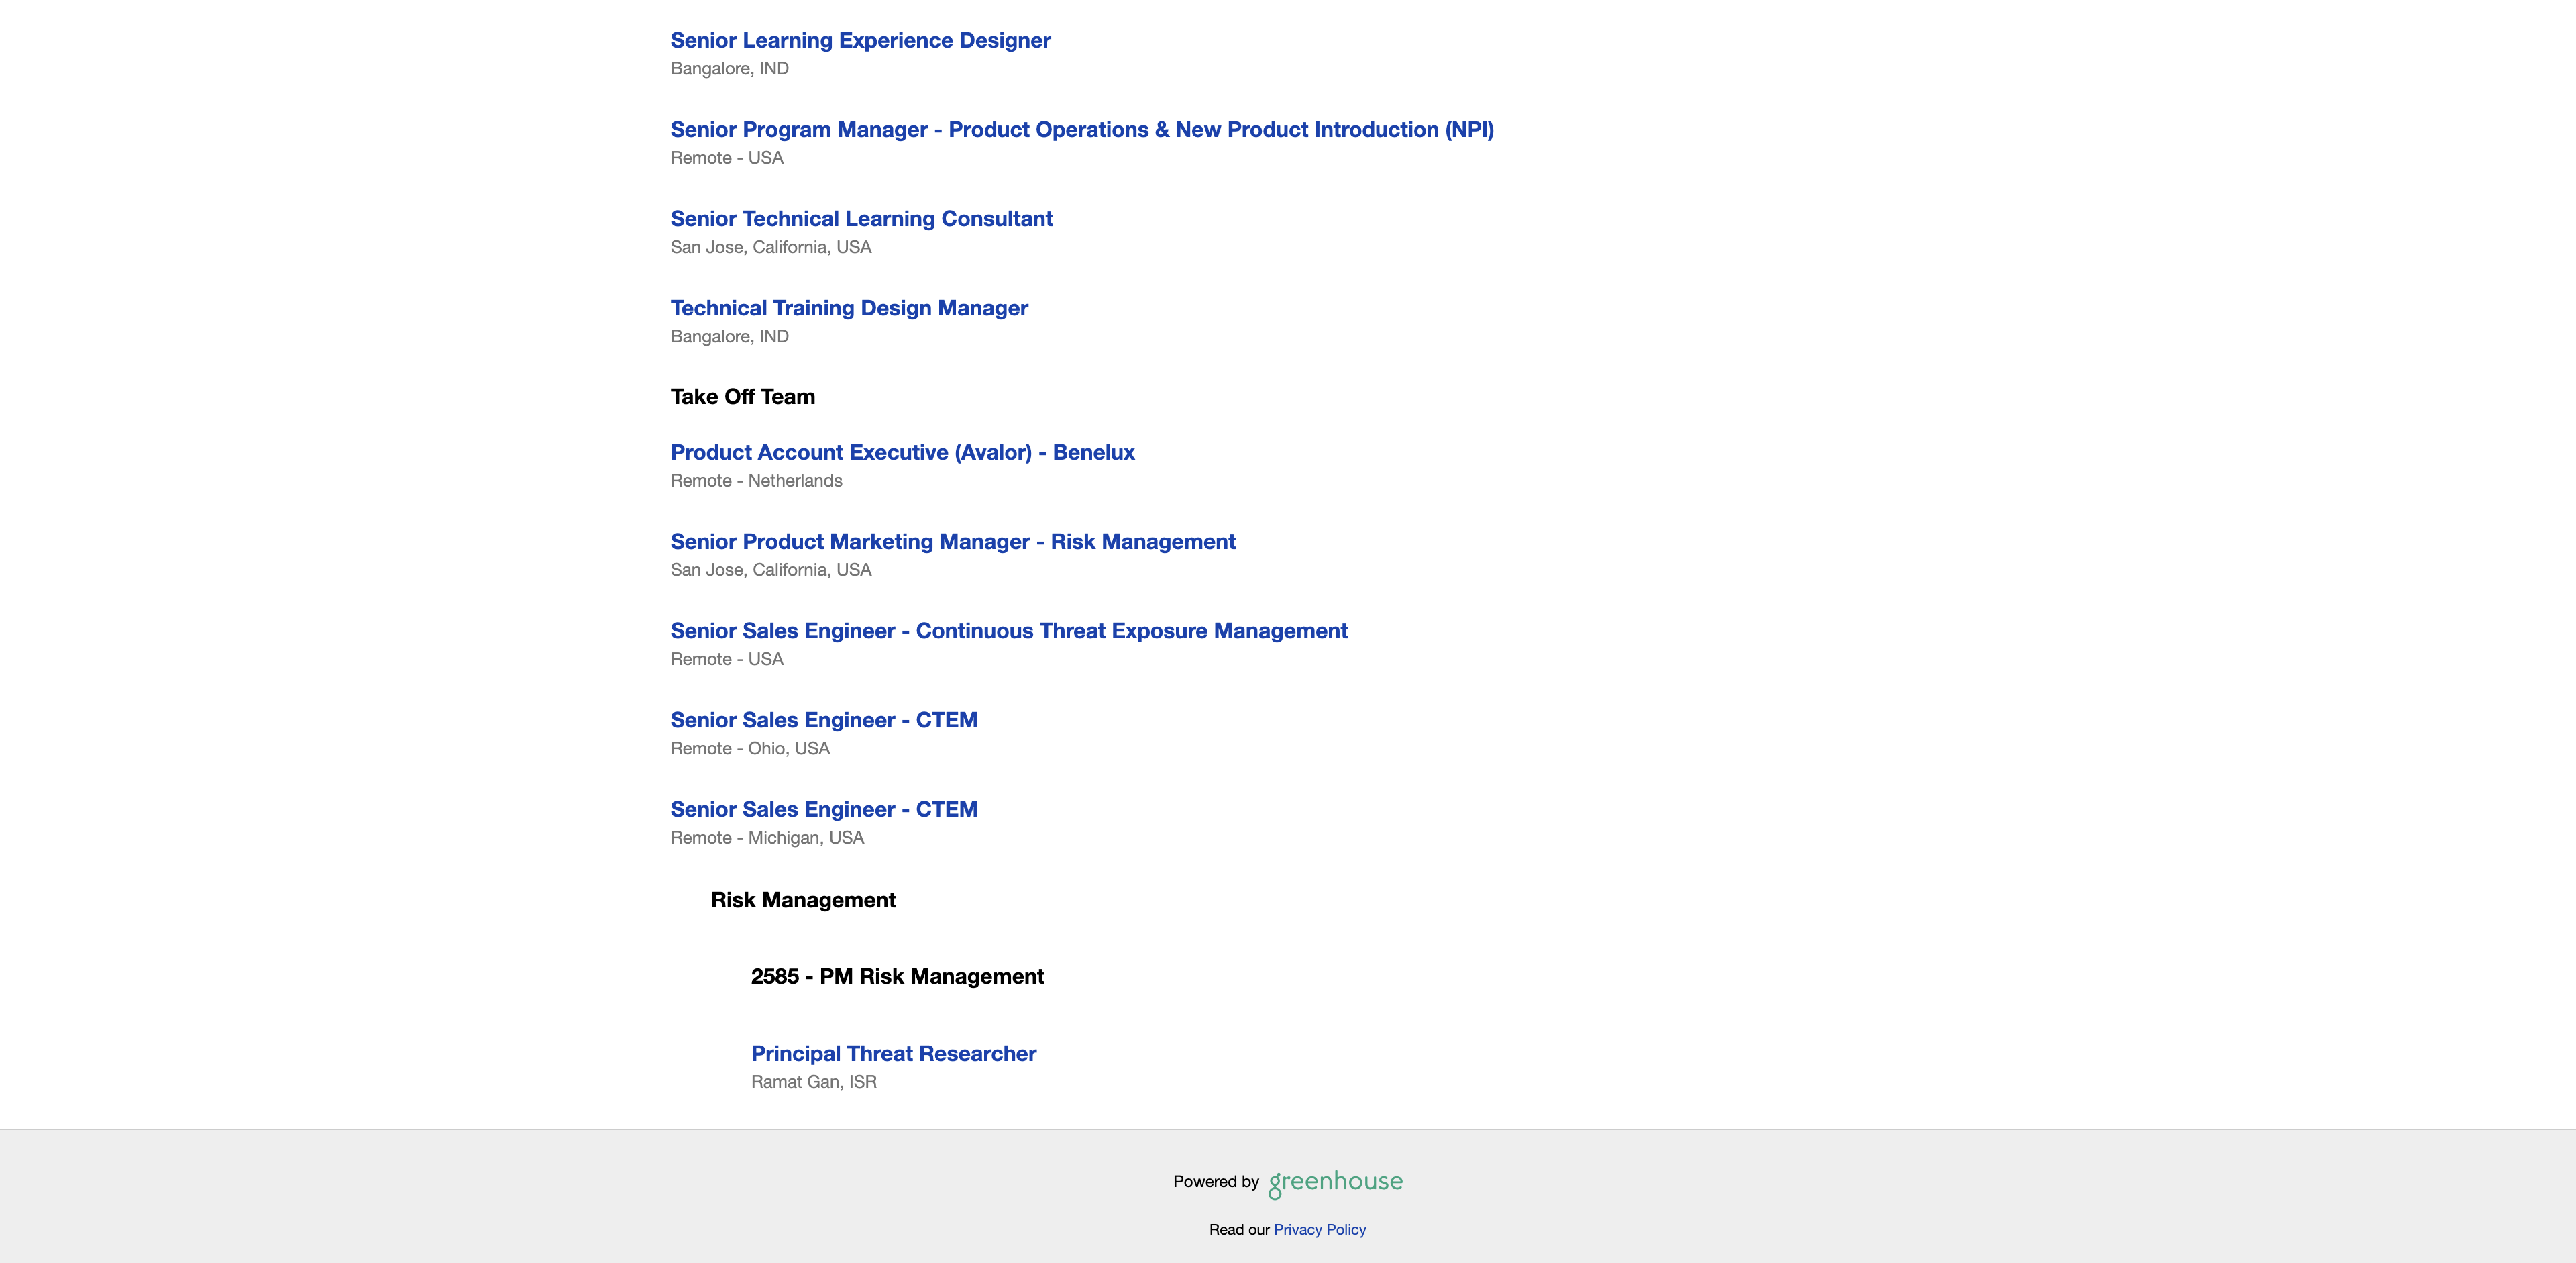 Senior Learning Experience Designer
Bangalore, IND
Senior Program Manager - Product Operations & New Product Introduction (NPI)
Remote - USA
Senior Technical Learning Consultant
San Jose, California, USA
Technical Training Design Manager
Bangalore, IND
Take Off Team
Product Account Executive (Avalor) - Benelux
Remote - Netherlands
Senior Product Marketing Manager - Risk Management
San Jose, California, USA
Senior Sales Engineer - Continuous Threat Exposure Management
Remote - USA
Senior Sales Engineer - CTEM
Remote - Ohio, USA
Senior Sales Engineer - CTEM
Remote - Michigan, USA
Risk Management
2585 - PM Risk Management
Principal Threat Researcher
Ramat Gan, ISR
Powered by greenhouse
Read our Privacy Policy